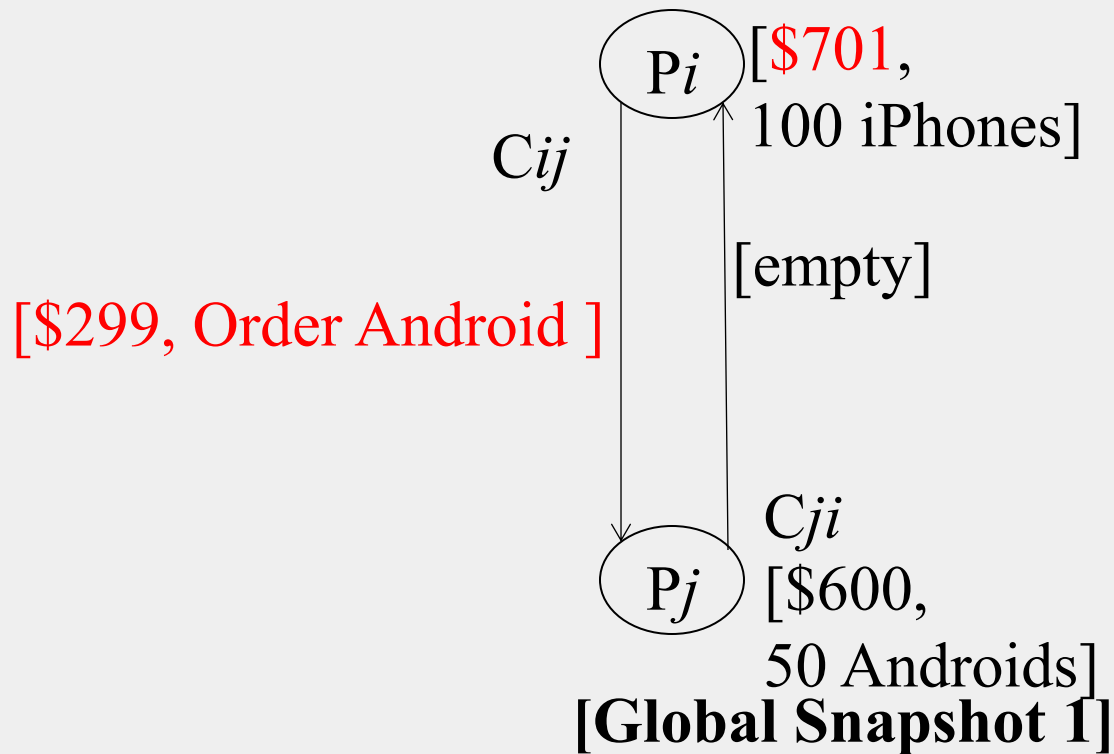 Pi
[$701,
100 iPhones]
Cij
[empty]
[$299, Order Android ]
Cji
Pj
[$600,
50 Androids]
[Global Snapshot 1]